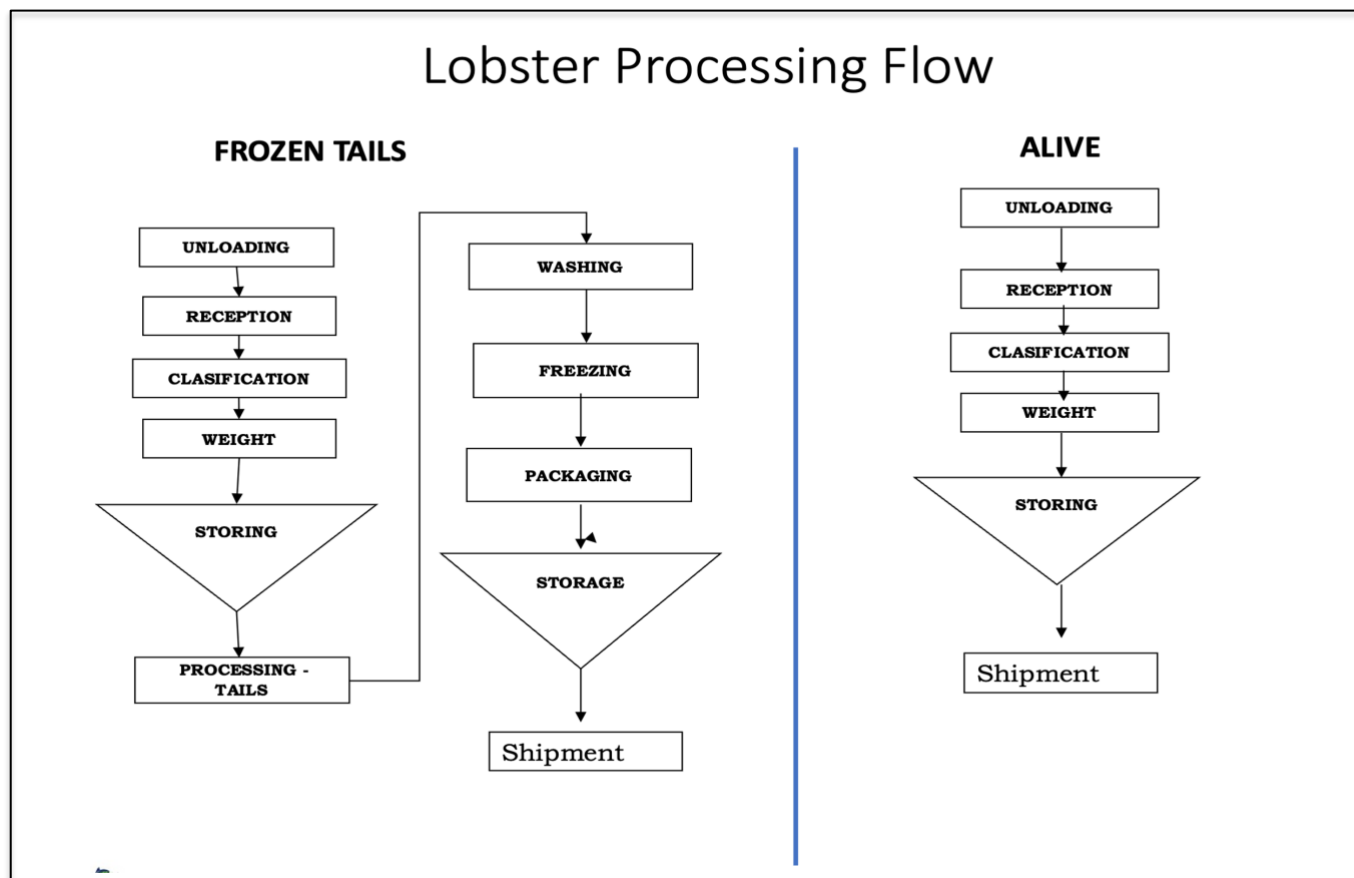 Lobster Processing Flow
FROZEN TAILS
UNLOADING
RECEPTION
CLASIFICATION
WEIGHT
STORING
PROCESSING -
TAILS
WASHING
FREEZING
PACKAGING
STORAGE
Shipment
ALIVE
UNLOADING
RECEPTION
CLASIFICATION
WEIGHT
STORING
Shipment